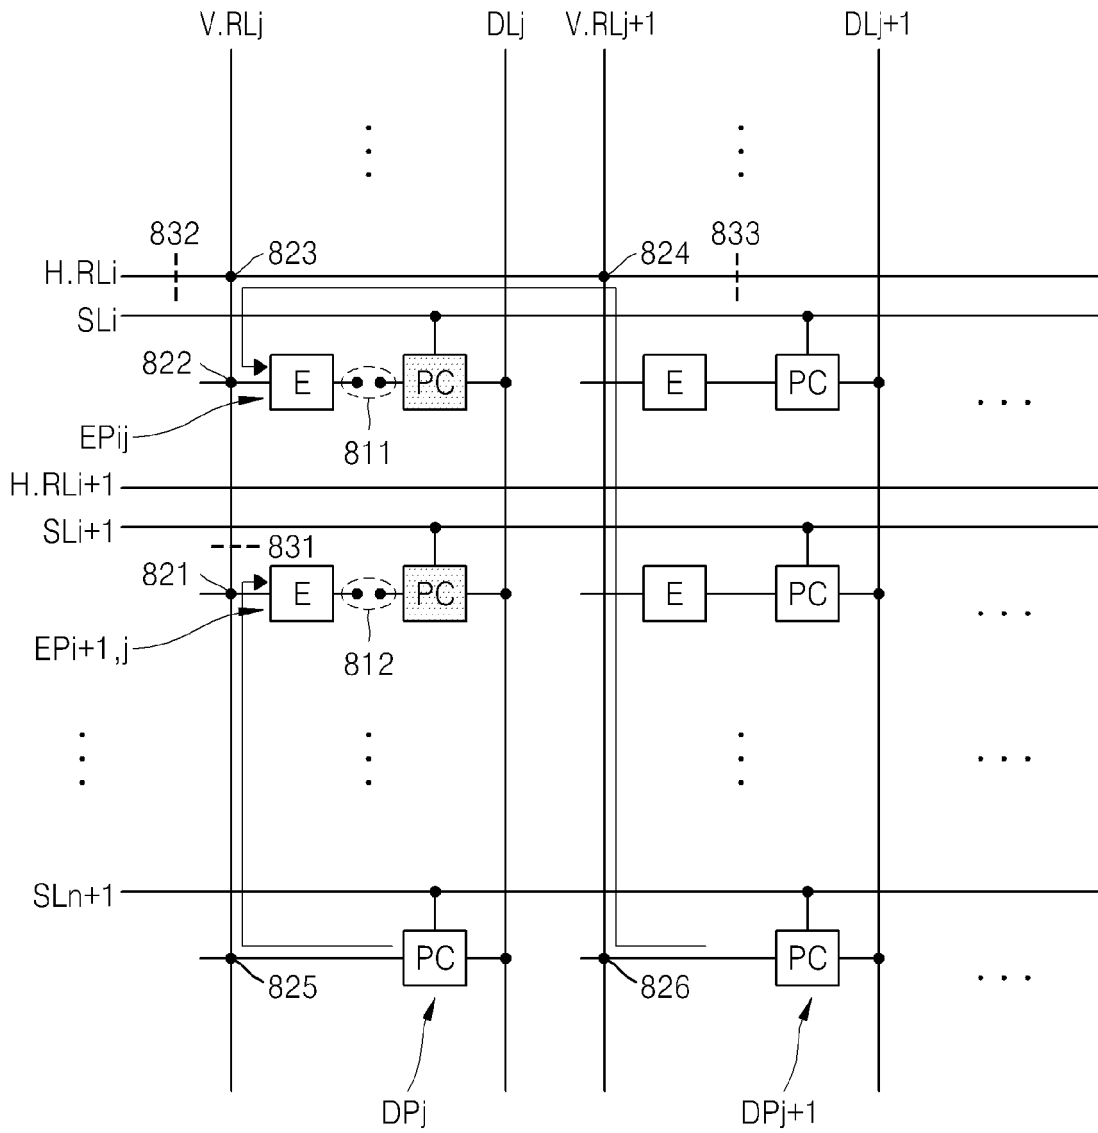 V.RLj DLj V.RLj+1 DLj+1
832 823 824 833
H.RLi
SLi
822 E PC E PC
EPij 811
H.RLi+1
SLi+1
831
821 E PC E PC
EPi+1,j 812
SLn+1
PC PC
825 826
DPj DPj+1